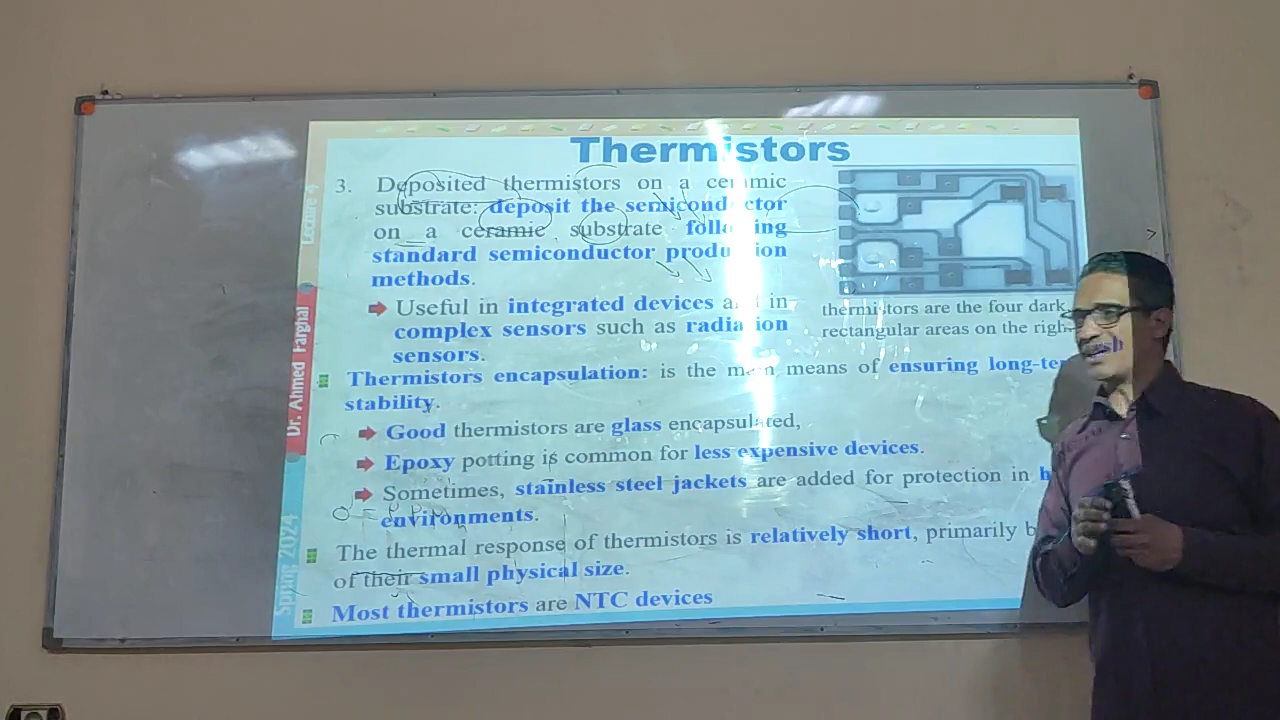 Thermistors
3. Deposited thermistors on a ceramic
substrate: deposit the semiconductor
on a ceramic substrate following
standard semiconductor production
methods.
Useful in integrated devices and in
complex sensors such as radiation
sensors.
thermistors are the four dark
rectangular areas on the righ
Thermistors encapsulation: is the main means of ensuring long-te
stability.
Good thermistors are glass encapsulated,
Epoxy potting is common for less expensive devices.
Sometimes, stainless steel jackets are added for protection in h
environments.
The thermal response of thermistors is relatively short, primarily b
of their small physical size.
Most thermistors are NTC devices
Lecture 4
Dr. Ahmed Farghal
Spring 2024